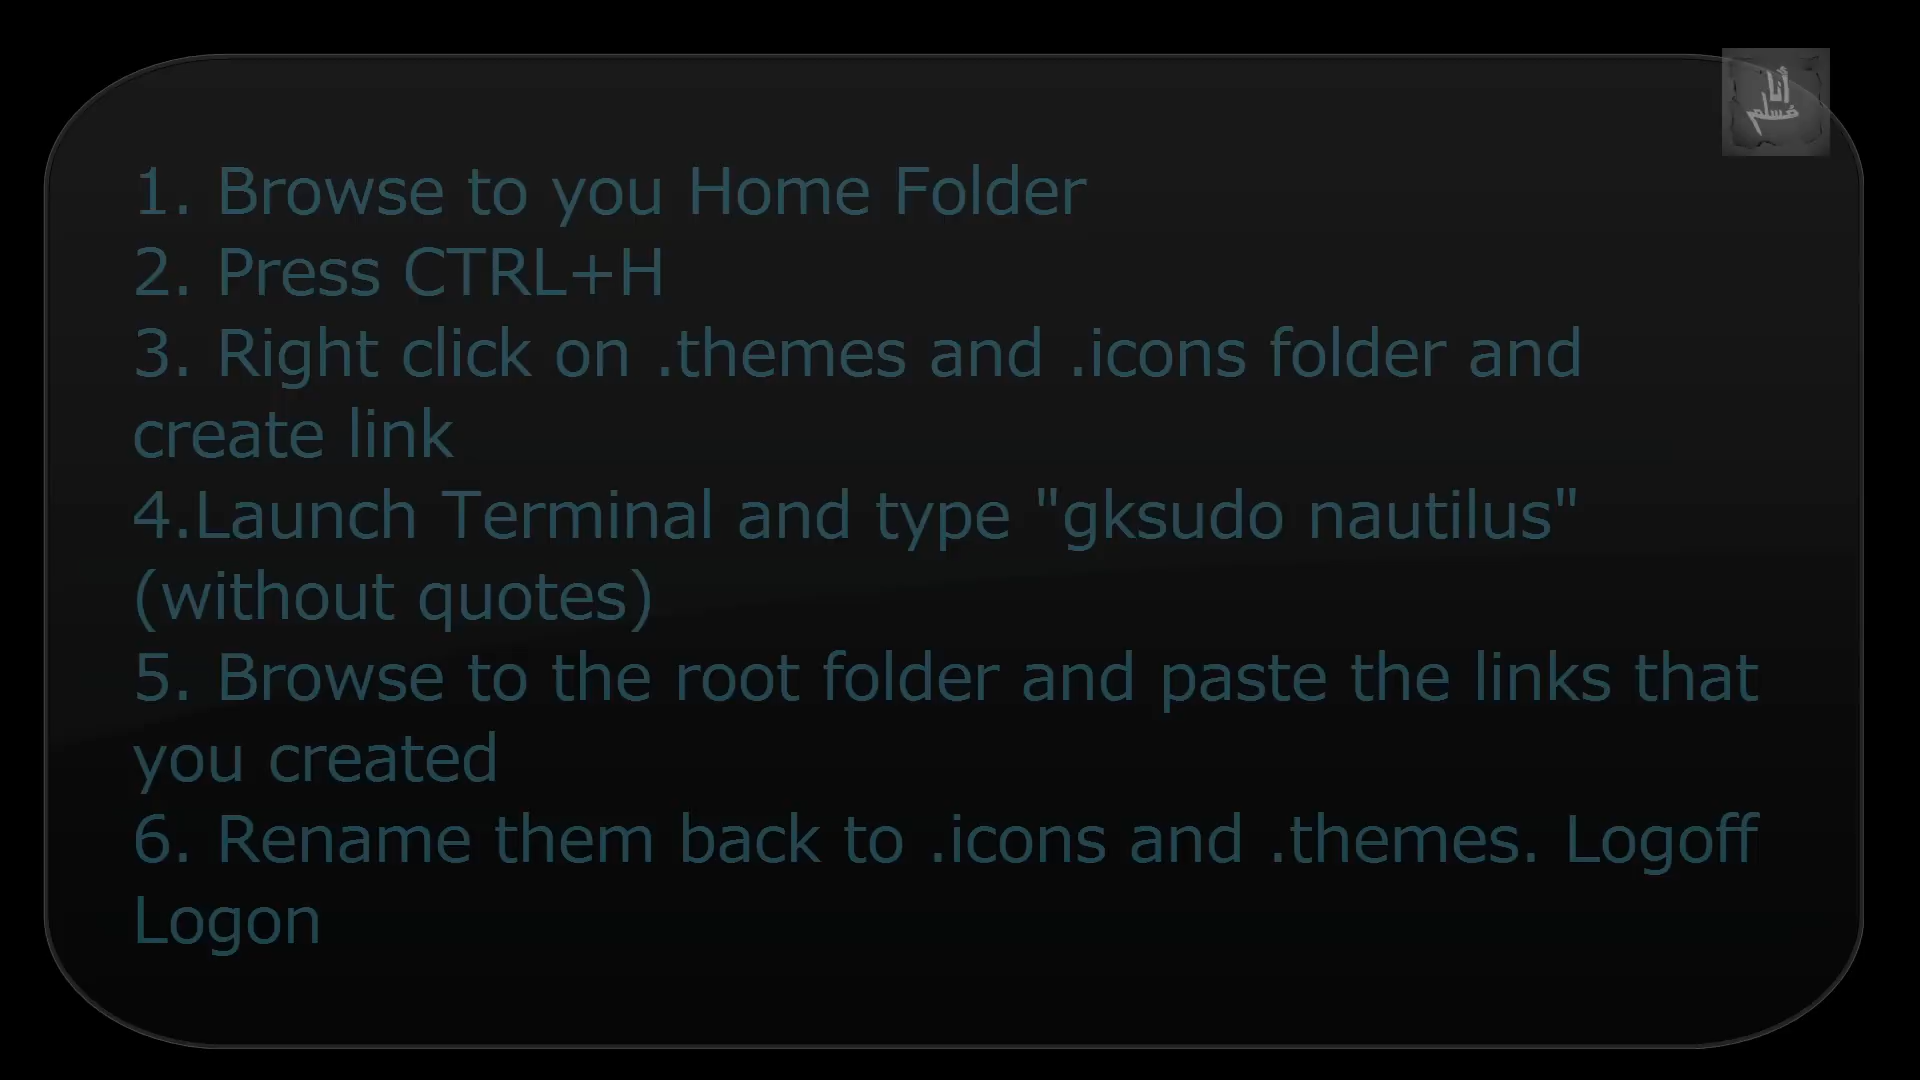 أنا
مسلم
1. Browse to you Home Folder
2. Press CTRL+H
3. Right click on .themes and .icons folder and
create link
4.Launch Terminal and type "gksudo nautilus"
(without quotes)
5. Browse to the root folder and paste the links that
you created
6. Rename them back to .icons and .themes. Logoff
Logon